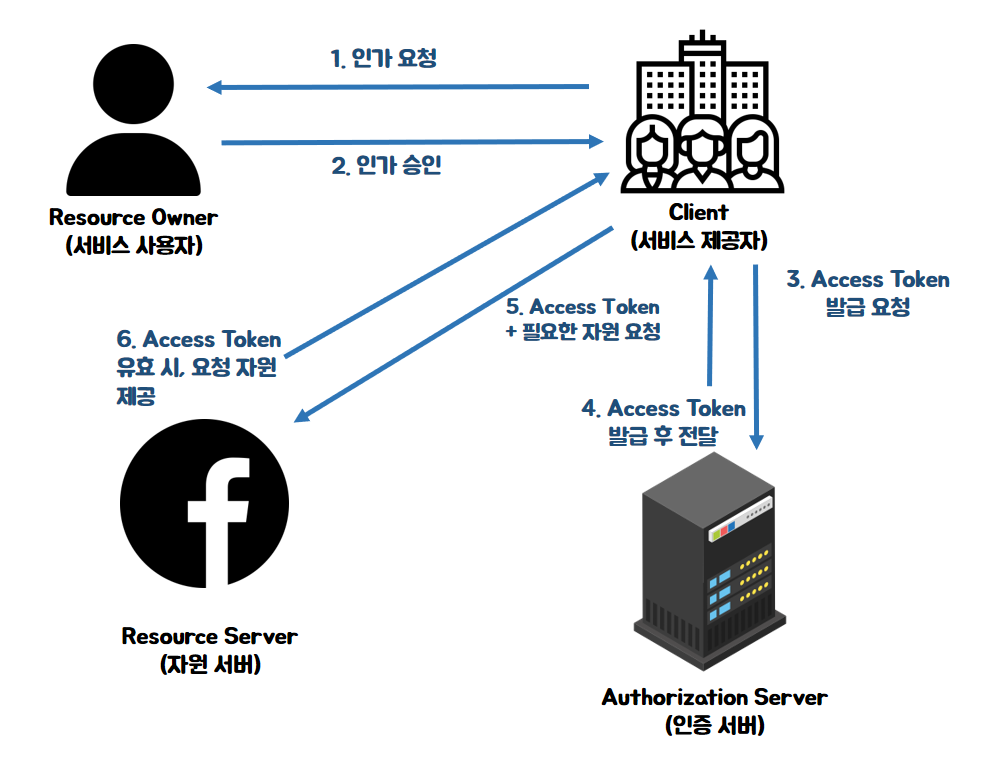 1. 인가 요청
2. 인가 승인
Resource Owner
(서비스 사용자)
Client
(서비스 제공자)
3. Access Token
발급 요청
4. Access Token
발급 후 전달
5. Access Token
+ 필요한 자원 요청
6. Access Token
유효 시, 요청 자원
제공
Resource Server
(자원 서버)
Authorization Server
(인증 서버)